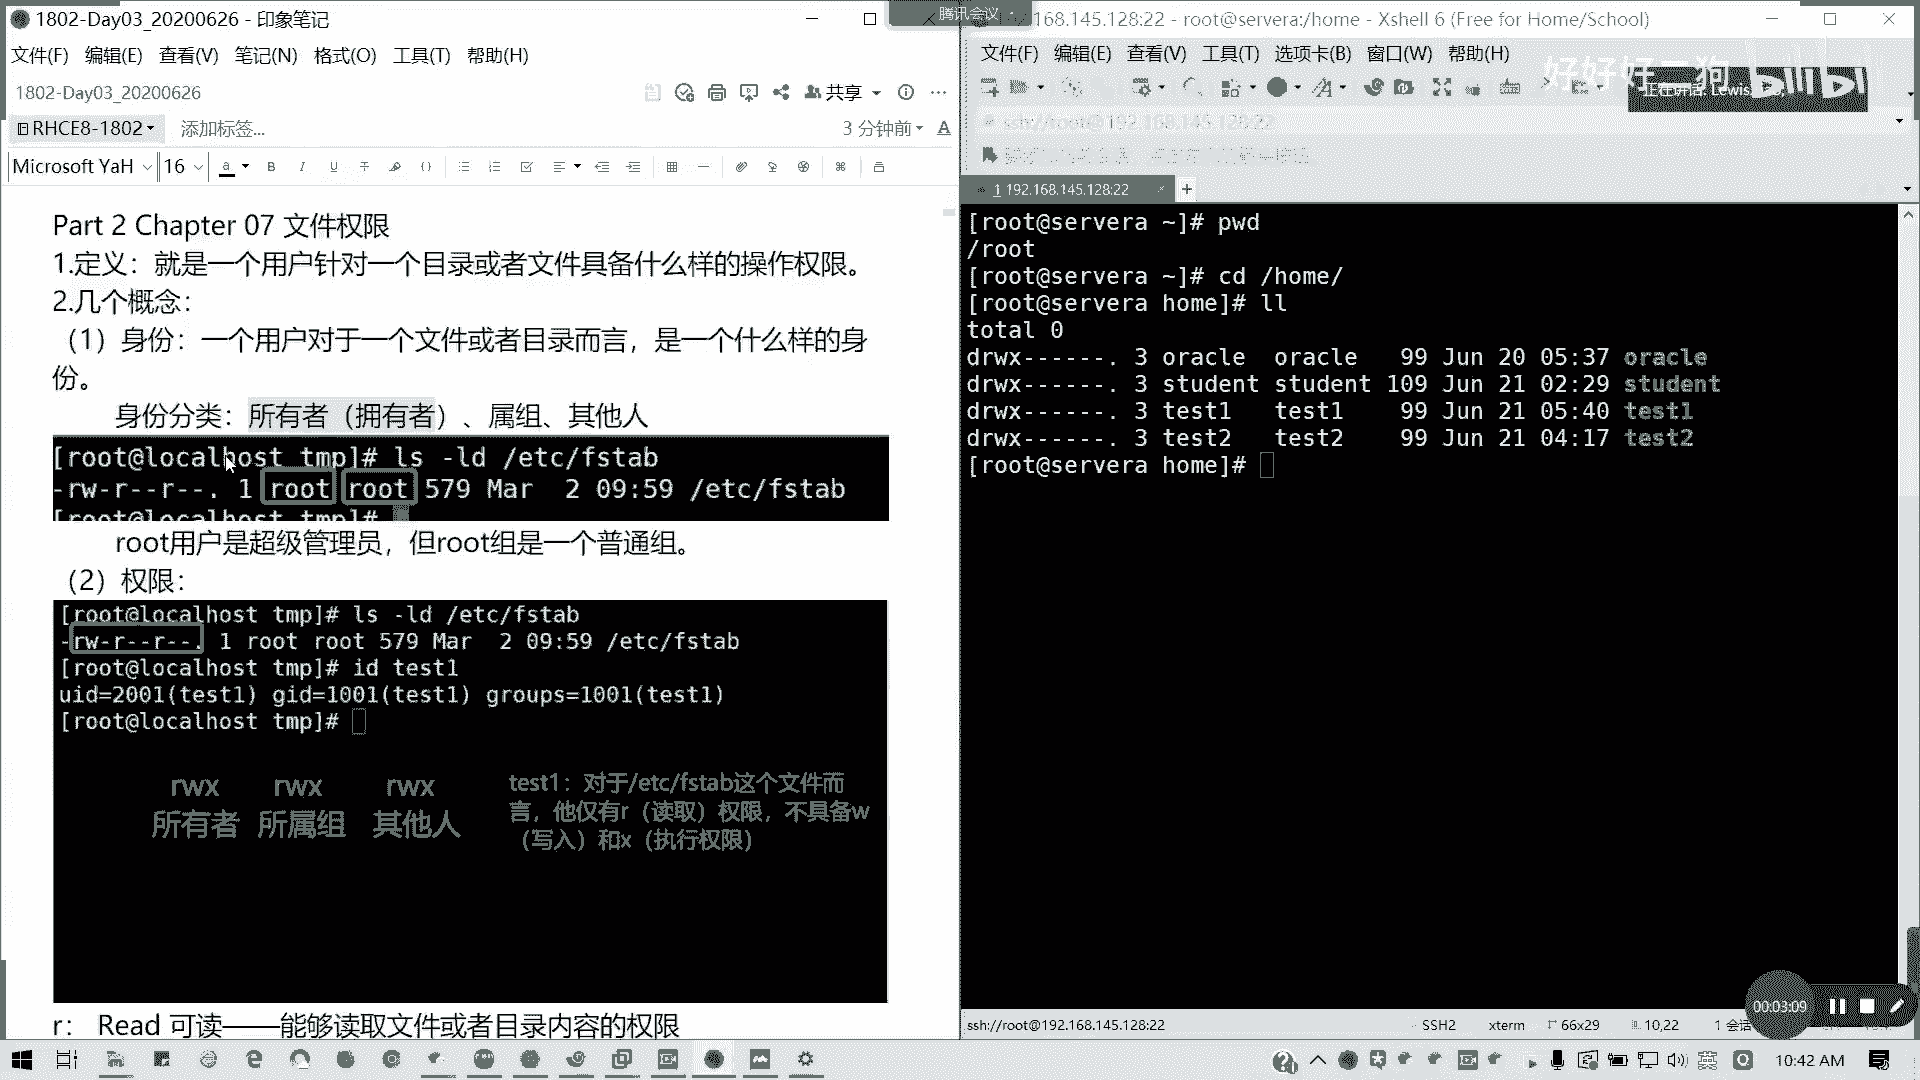 1802-Day03_20200626 - 印象笔记
文件(F) 编辑(E) 查看(V) 笔记(N) 格式(O) 工具(T) 帮助(H)
1802-Day03_20200626
共享
RHCE8-1802
添加标签...
3 分钟前
Microsoft YaH 16
Part 2 Chapter 07 文件权限
1.定义：就是一个用户针对一个目录或者文件具备什么样的操作权限。
2.几个概念：
（1）身份：一个用户对于一个文件或者目录而言，是一个什么样的身
份。
身份分类：所有者（拥有者）、属组、其他人
[root@localhost tmp]# ls -ld /etc/fstab
-rw-r--r--. 1 root root 579 Mar  2 09:59 /etc/fstab
[root@localhost tmp]#
root用户是超级管理员，但root组是一个普通组。
（2）权限：
[root@localhost tmp]# ls -ld /etc/fstab
-rw-r--r--. 1 root root 579 Mar  2 09:59 /etc/fstab
[root@localhost tmp]# id test1
uid=2001(test1) gid=1001(test1) groups=1001(test1)
[root@localhost tmp]#
rwx rwx rwx
所有者 所属组 其他人
test1：对于/etc/fstab这个文件而
言，他仅有r（读取）权限，不具备w
（写入）和x（执行权限）
r： Read 可读——能够读取文件或者目录内容的权限
腾讯会议
168.145.128:22 - root@servera:/home - Xshell 6 (Free for Home/School)
文件(F) 编辑(E) 查看(V) 工具(T) 选项卡(B) 窗口(W) 帮助(H)
好好好二狗
bilibili
正在讲话: Lewis
ssh://root@192.168.145.128:22
1 192.168.145.128:22
[root@servera ~]# pwd
/root
[root@servera ~]# cd /home/
[root@servera home]# ll
total 0
drwx------. 3 oracle  oracle   99 Jun 20 05:37 oracle
drwx------. 3 student student 109 Jun 21 02:29 student
drwx------. 3 test1   test1    99 Jun 21 05:40 test1
drwx------. 3 test2   test2    99 Jun 21 04:17 test2
[root@servera home]#
00:03:09
ssh://root@192.168.145.128:22 SSH2 xterm 66x29 10,22 1 会话
英
10:42 AM